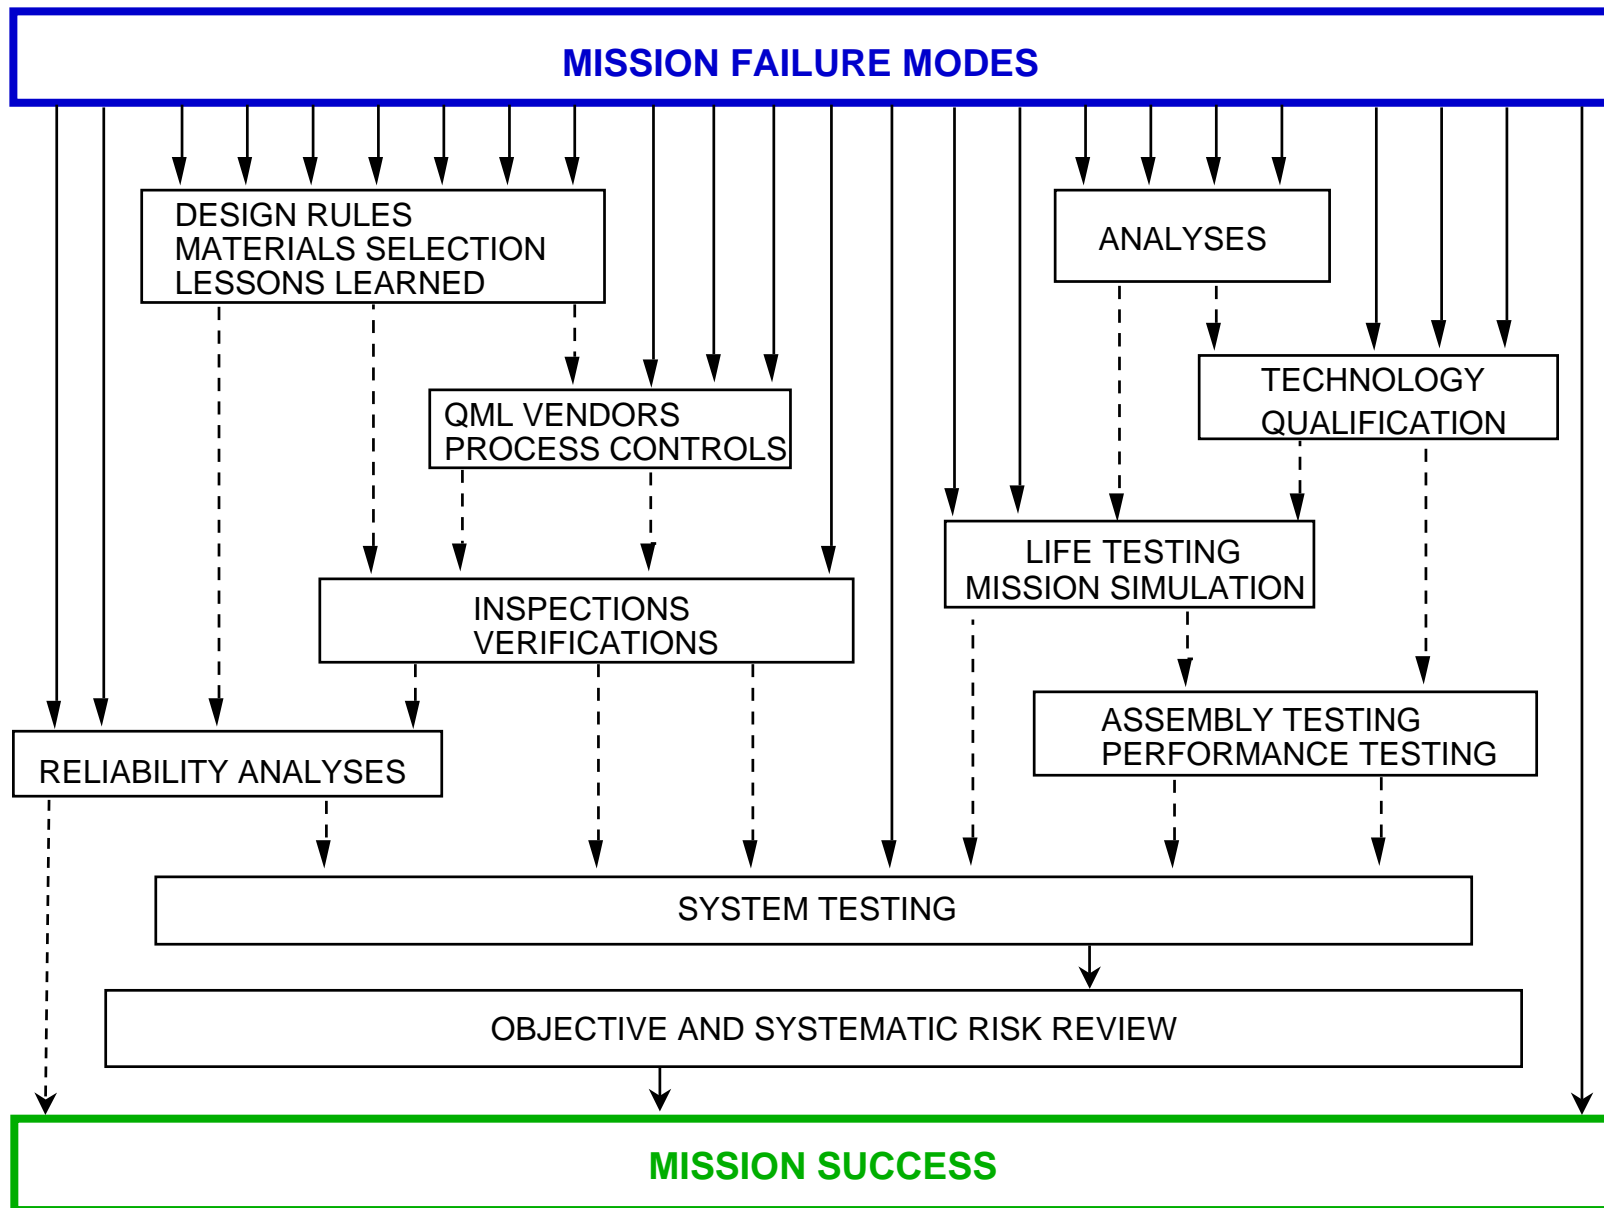 MISSION FAILURE MODES
DESIGN RULES
MATERIALS SELECTION
LESSONS LEARNED
ANALYSES
TECHNOLOGY
QUALIFICATION
QML VENDORS
PROCESS CONTROLS
LIFE TESTING
MISSION SIMULATION
INSPECTIONS
VERIFICATIONS
ASSEMBLY TESTING
PERFORMANCE TESTING
RELIABILITY ANALYSES
SYSTEM TESTING
OBJECTIVE AND SYSTEMATIC RISK REVIEW
MISSION SUCCESS